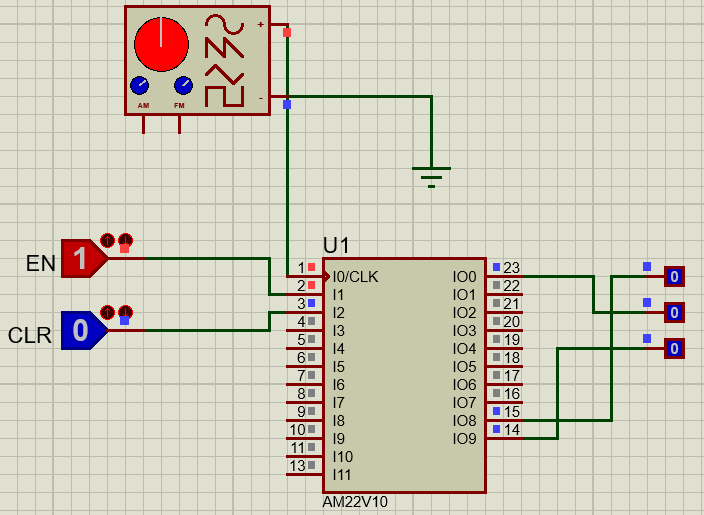 +
-
AM FM
U1
EN 1
CLR 0
1 I0/CLK IO0 23 0
2 I1 IO1 22
3 I2 IO2 21 0
4 I3 IO3 20
5 I4 IO4 19 0
6 I5 IO5 18
7 I6 IO6 17
8 I7 IO7 16
9 I8 IO8 15
10 I9 IO9 14
11 I10
13 I11
AM22V10